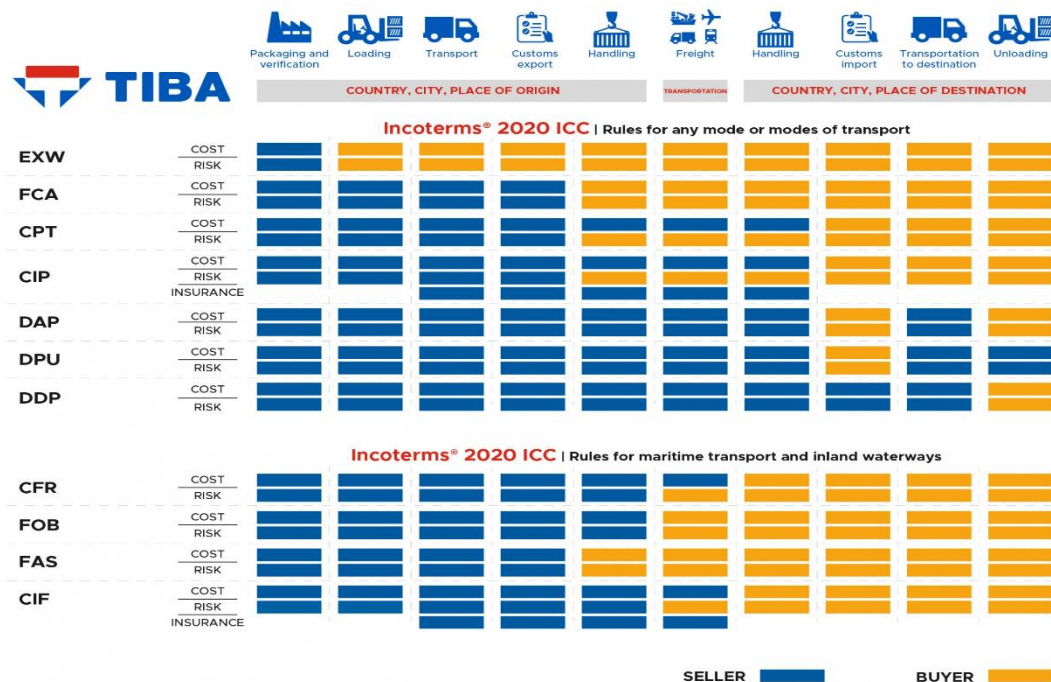 Packaging and verification
Loading
Transport
Customs export
Handling
Freight
Handling
Customs import
Transportation to destination
Unloading
TIBA
COUNTRY, CITY, PLACE OF ORIGIN
TRANSPORTATION
COUNTRY, CITY, PLACE OF DESTINATION
Incoterms® 2020 ICC | Rules for any mode or modes of transport
EXW
COST
RISK
FCA
COST
RISK
CPT
COST
RISK
CIP
COST
RISK
INSURANCE
DAP
COST
RISK
DPU
COST
RISK
DDP
COST
RISK
Incoterms® 2020 ICC | Rules for maritime transport and inland waterways
CFR
COST
RISK
FOB
COST
RISK
FAS
COST
RISK
CIF
COST
RISK
INSURANCE
SELLER
BUYER